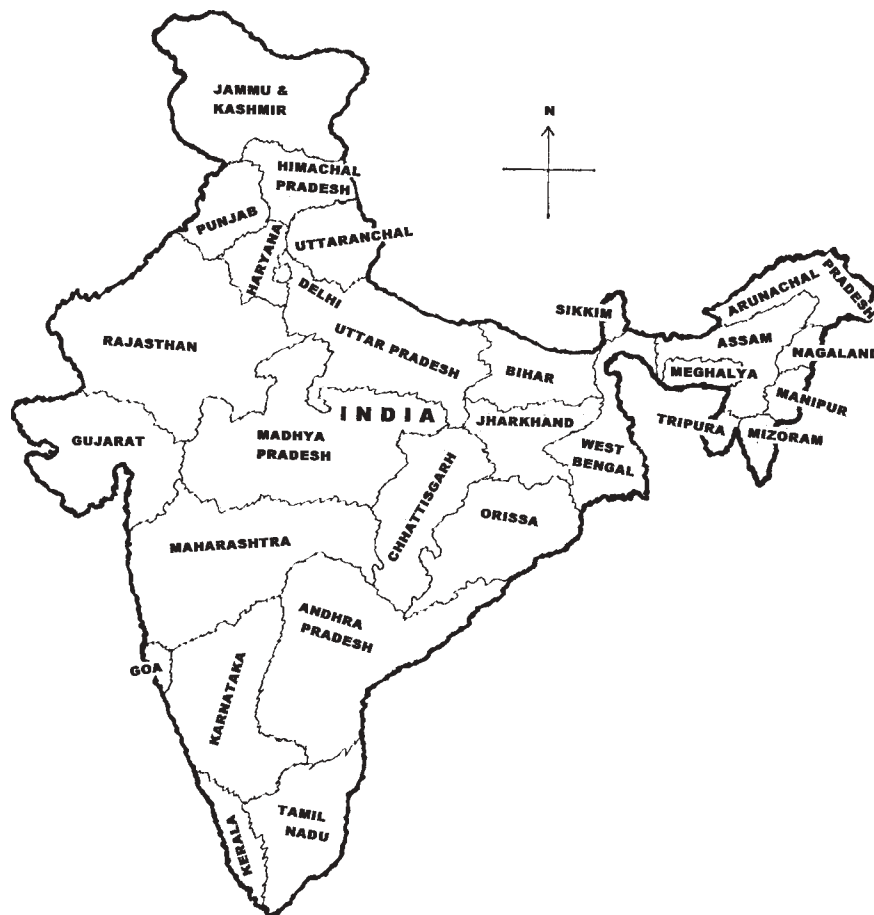 JAMMU &
KASHMIR
N
HIMACHAL
PRADESH
PUNJAB
HARYANA
UTTARANCHAL
DELHI
SIKKIM
ARUNACHAL
PRADESH
RAJASTHAN
UTTAR PRADESH
BIHAR
ASSAM
NAGALAND
MEGHALYA
MANIPUR
GUJARAT
MADHYA
PRADESH
INDIA
JHARKHAND
WEST
BENGAL
TRIPURA
MIZORAM
CHHATTISGARH
ORISSA
MAHARASHTRA
ANDHRA
PRADESH
GOA
KARNATAKA
TAMIL
NADU
KERALA